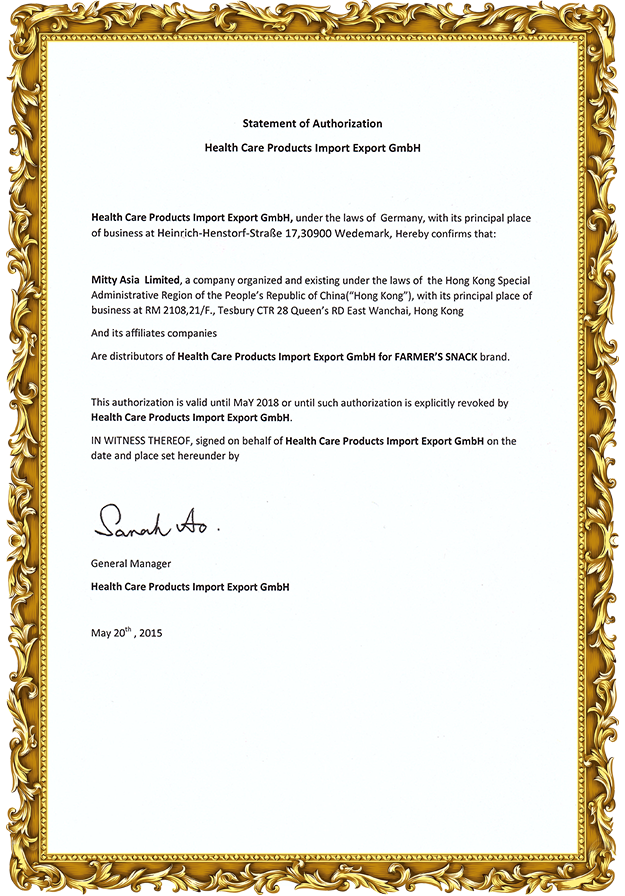 Statement of Authorization
Health Care Products Import Export GmbH
Health Care Products Import Export GmbH, under the laws of Germany, with its principal place
of business at Heinrich-Henstorf-Straße 17,30900 Wedemark, Hereby confirms that:
Mitty Asia Limited, a company organized and existing under the laws of the Hong Kong Special
Administrative Region of the People's Republic of China("Hong Kong"), with its principal place of
business at RM 2108,21/F., Tesbury CTR 28 Queen's RD East Wanchai, Hong Kong
And its affiliates companies
Are distributors of Health Care Products Import Export GmbH for FARMER'S SNACK brand.
This authorization is valid until MaY 2018 or until such authorization is explicitly revoked by
Health Care Products Import Export GmbH.
IN WITNESS THEREOF, signed on behalf of Health Care Products Import Export GmbH on the
date and place set hereunder by
Sarah Ao.
General Manager
Health Care Products Import Export GmbH
May 20th , 2015